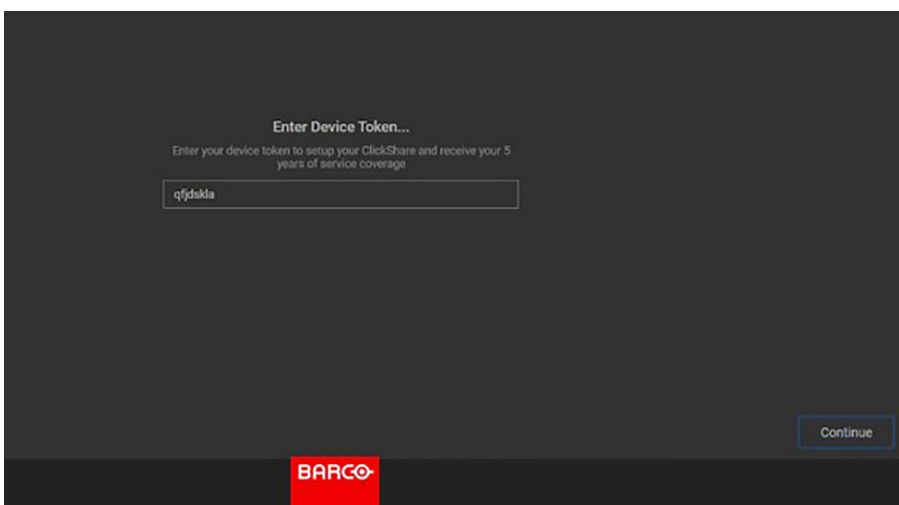 Enter Device Token...
Enter your device token to setup your ClickShare and receive your 5
years of service coverage
qfjdskla
Continue
BARCO